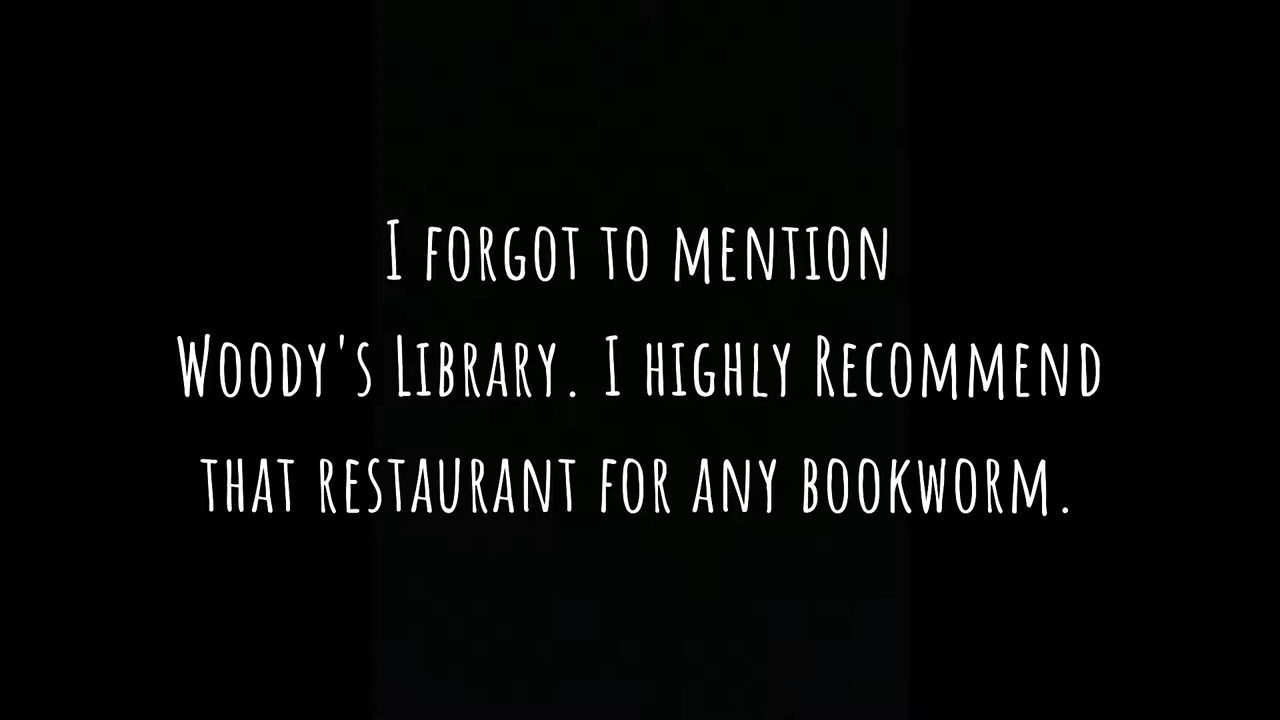 I forgot to mention
Woody's Library. I highly Recommend
that restaurant for any bookworm.